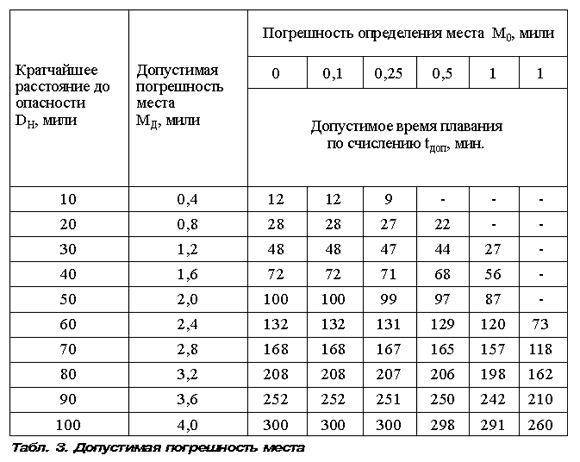 Кратчайшее
расстояние до
опасности
Dн, мили
Допустимая
погрешность
места
Mд, мили
Погрешность определения места M0, мили
0 0,1 0,25 0,5 1 1
Допустимое время плавания
по счислению tдоп, мин.
10 0,4 12 12 9 - - -
20 0,8 28 28 27 22 - -
30 1,2 48 48 47 44 27 -
40 1,6 72 72 71 68 56 -
50 2,0 100 100 99 97 87 -
60 2,4 132 132 131 129 120 73
70 2,8 168 168 167 165 157 118
80 3,2 208 208 207 206 198 162
90 3,6 252 252 251 250 242 210
100 4,0 300 300 300 298 291 260
Табл. 3. Допустимая погрешность места